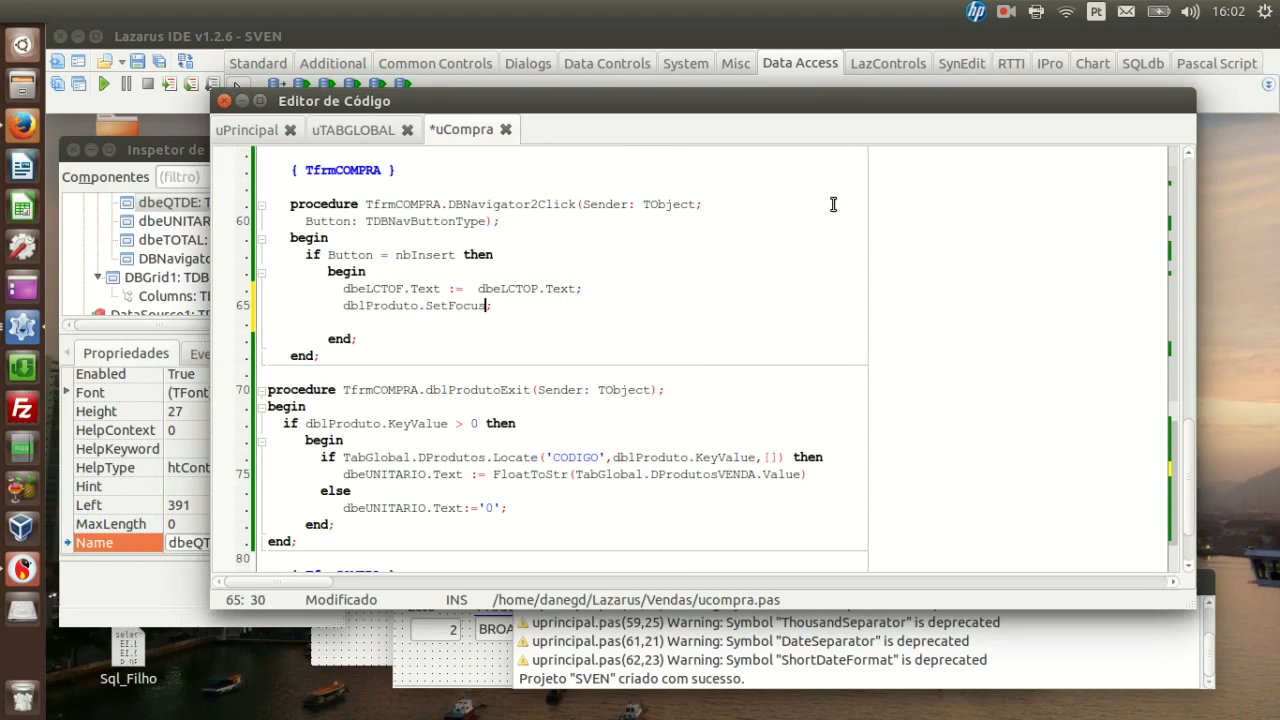 Pt
16:02
Lazarus IDE v1.2.6 - SVEN
Standard Additional Common Controls Dialogs Data Controls System Misc Data Access LazControls SynEdit RTTI IPro Chart SQLdb Pascal Script
Editor de Código
uPrincipal uTABGLOBAL *uCompra
Inspetor de
Componentes (filtro)
dbeQTDE: T
dbeUNITAR
dbeTOTAL:
DBNavigato
DBGrid1: TDB
Columns: T
DataSource1:
Propriedades Eve
Enabled True
Font (TFont
Height 27
HelpContext 0
HelpKeyword
HelpType htCont
Hint
Left 391
MaxLength 0
Name dbeQT
{ TfrmCOMPRA }
procedure TfrmCOMPRA.DBNavigator2Click(Sender: TObject;
60 Button: TDBNavButtonType);
begin
if Button = nbInsert then
begin
dbeLCTOF.Text :=  dbeLCTOP.Text;
65 dblProduto.SetFocus;
end;
end;
70 procedure TfrmCOMPRA.dblProdutoExit(Sender: TObject);
begin
if dblProduto.KeyValue > 0 then
begin
if TabGlobal.DProdutos.Locate('CODIGO',dblProduto.KeyValue,[]) then
75 dbeUNITARIO.Text := FloatToStr(TabGlobal.DProdutosVENDA.Value)
else
dbeUNITARIO.Text:='0';
end;
end;
80
65: 30 Modificado INS /home/danegd/Lazarus/Vendas/ucompra.pas
2 BROA
uprincipal.pas(59,25) Warning: Symbol "ThousandSeparator" is deprecated
uprincipal.pas(61,21) Warning: Symbol "DateSeparator" is deprecated
uprincipal.pas(62,23) Warning: Symbol "ShortDateFormat" is deprecated
Projeto "SVEN" criado com sucesso.
Sql_Filho